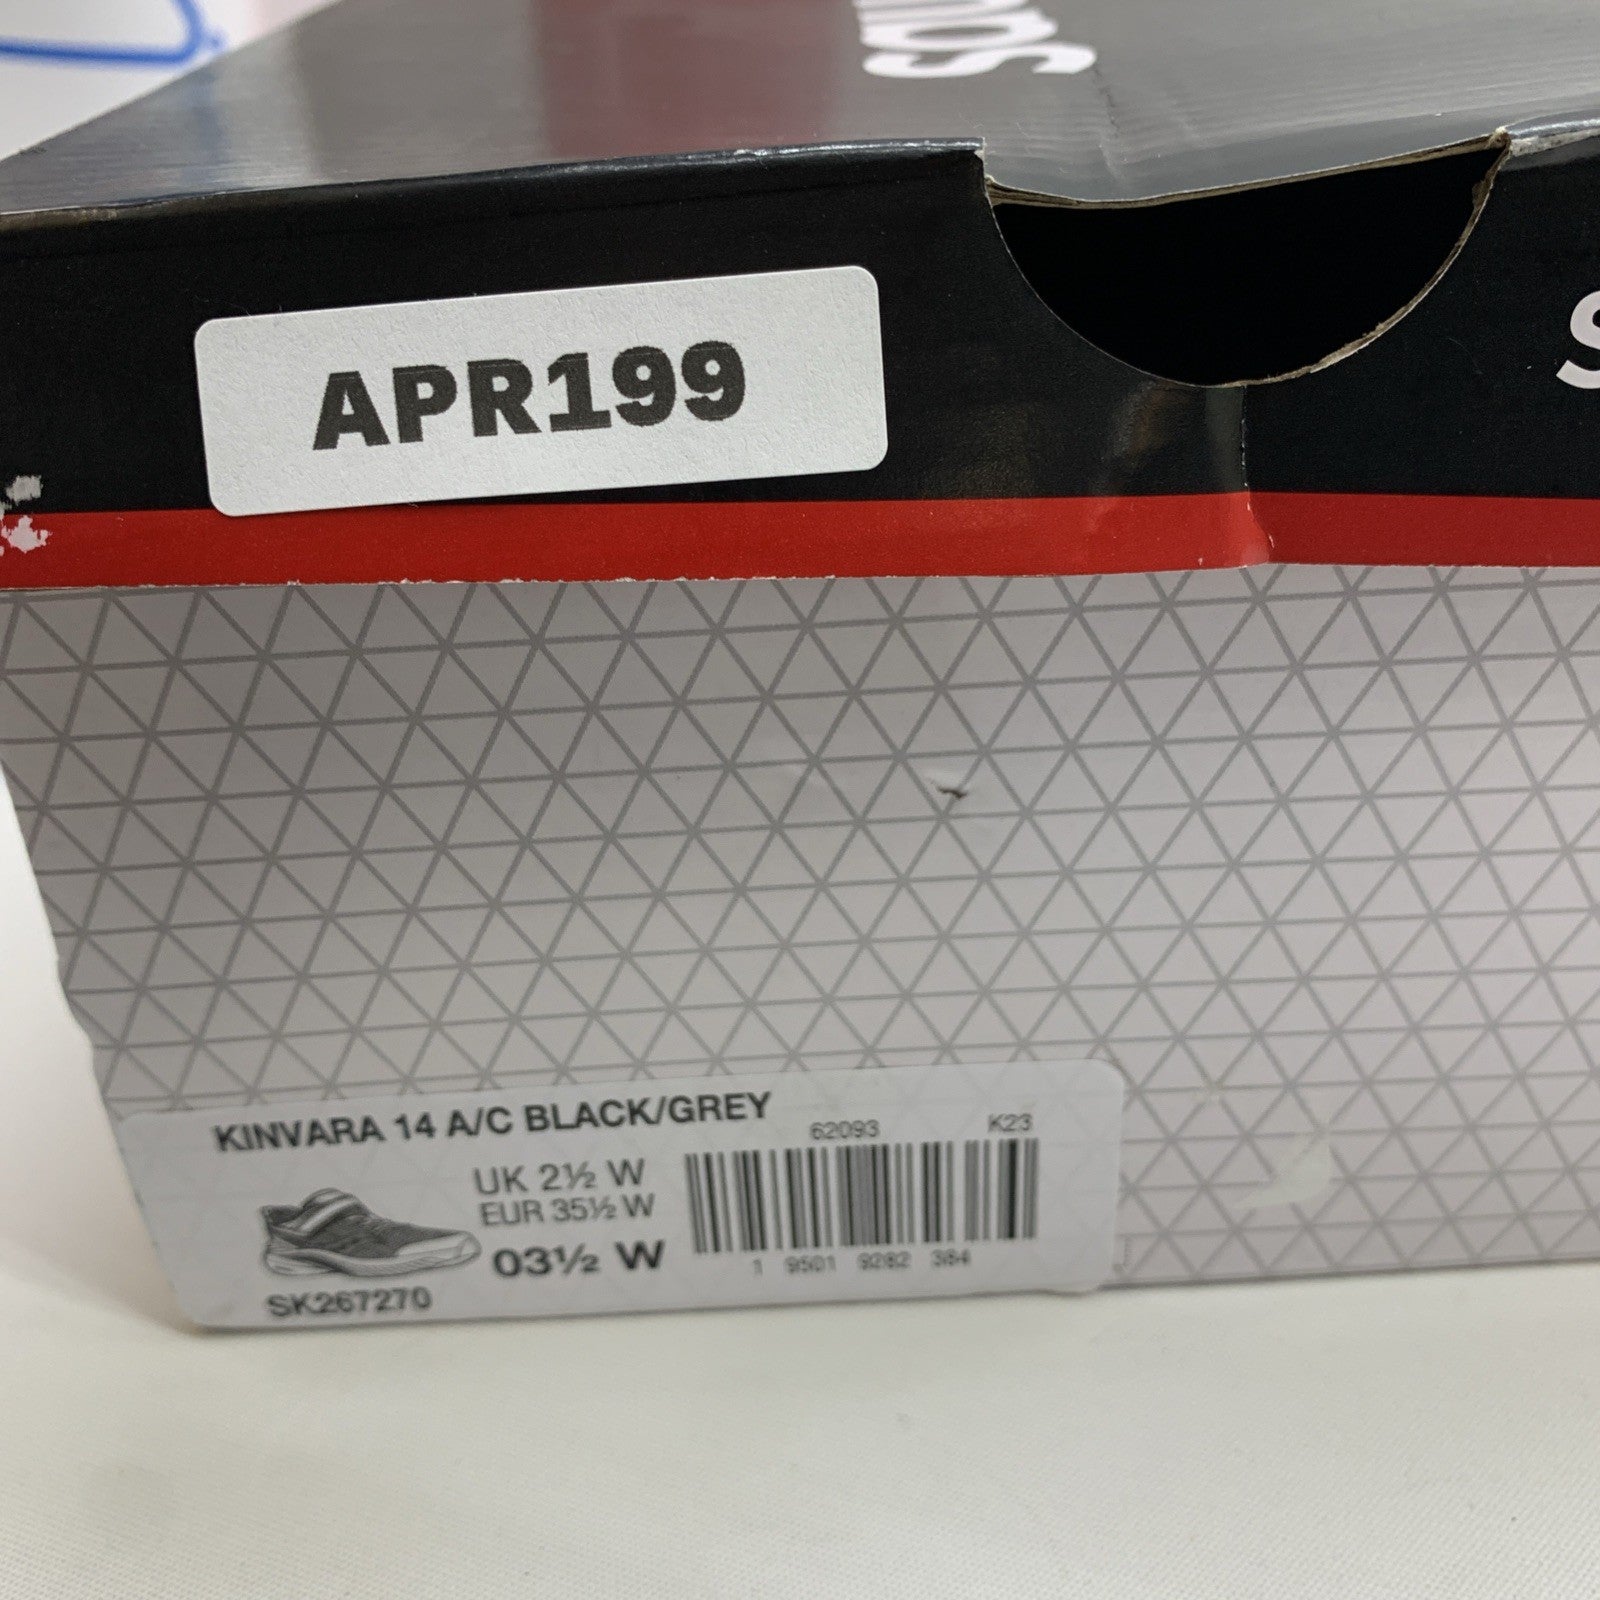 APR199
KINVARA 14 A/C BLACK/GREY
62093 K23
UK 2½ W
EUR 35½ W
03½ W
1 9501 9282 384
SK267270